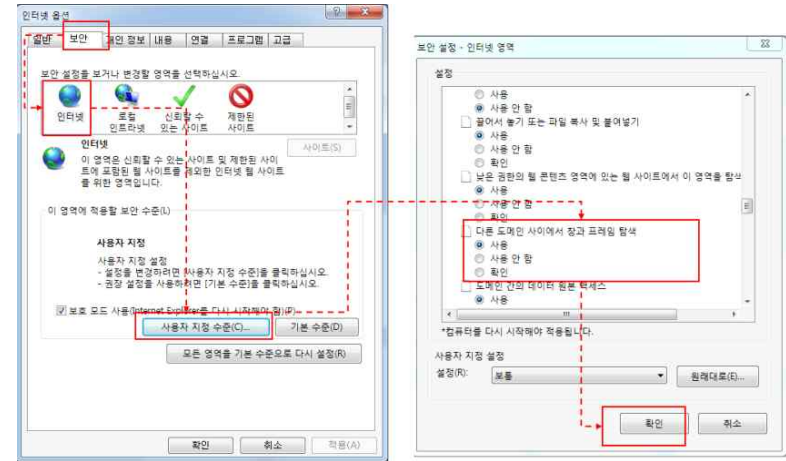 인터넷 옵션
일반 보안 개인 정보 내용 연결 프로그램 고급
보안 설정을 보거나 변경할 영역을 선택하십시오.
인터넷
로컬 인트라넷
신뢰할 수 있는 사이트
제한된 사이트
인터넷
사이트(S)
이 영역은 신뢰할 수 있는 사이트 및 제한된 사이
트에 포함된 웹 사이트를 제외한 인터넷 웹 사이트
를 위한 영역입니다.
이 영역에 적용할 보안 수준(L)
사용자 지정
사용자 지정 설정
- 설정을 변경하려면 [사용자 지정 수준]을 클릭하십시오.
- 권장 설정을 사용하려면 [기본 수준]을 클릭하십시오.
보호 모드 사용(Internet Explorer를 다시 시작해야 함)(P)
사용자 지정 수준(C)... 기본 수준(D)
모든 영역을 기본 수준으로 다시 설정(R)
확인 취소 적용(A)
보안 설정 - 인터넷 영역
설정
사용
사용 안 함
끌어서 놓기 또는 파일 복사 및 붙여넣기
사용
사용 안 함
확인
낮은 권한의 웹 콘텐츠 영역에 있는 웹 사이트에서 이 영역을 탐색
사용
사용 안 함
확인
다른 도메인 사이에서 창과 프레임 탐색
사용
사용 안 함
확인
도메인 간의 데이터 원본 액세스
사용
*컴퓨터를 다시 시작해야 적용됩니다.
사용자 지정 설정
설정(R): 보통 원래대로(E)...
확인 취소